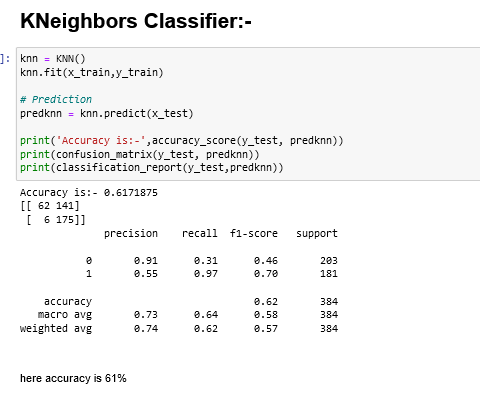 KNeighbors Classifier:-
]: knn = KNN()
knn.fit(x_train,y_train)
# Prediction
predknn = knn.predict(x_test)
print('Accuracy is:-',accuracy_score(y_test, predknn))
print(confusion_matrix(y_test, predknn))
print(classification_report(y_test,predknn))
Accuracy is:- 0.6171875
[[ 62 141]
[ 6 175]]
precision recall f1-score support
0 0.91 0.31 0.46 203
1 0.55 0.97 0.70 181
accuracy 0.62 384
macro avg 0.73 0.64 0.58 384
weighted avg 0.74 0.62 0.57 384
here accuracy is 61%